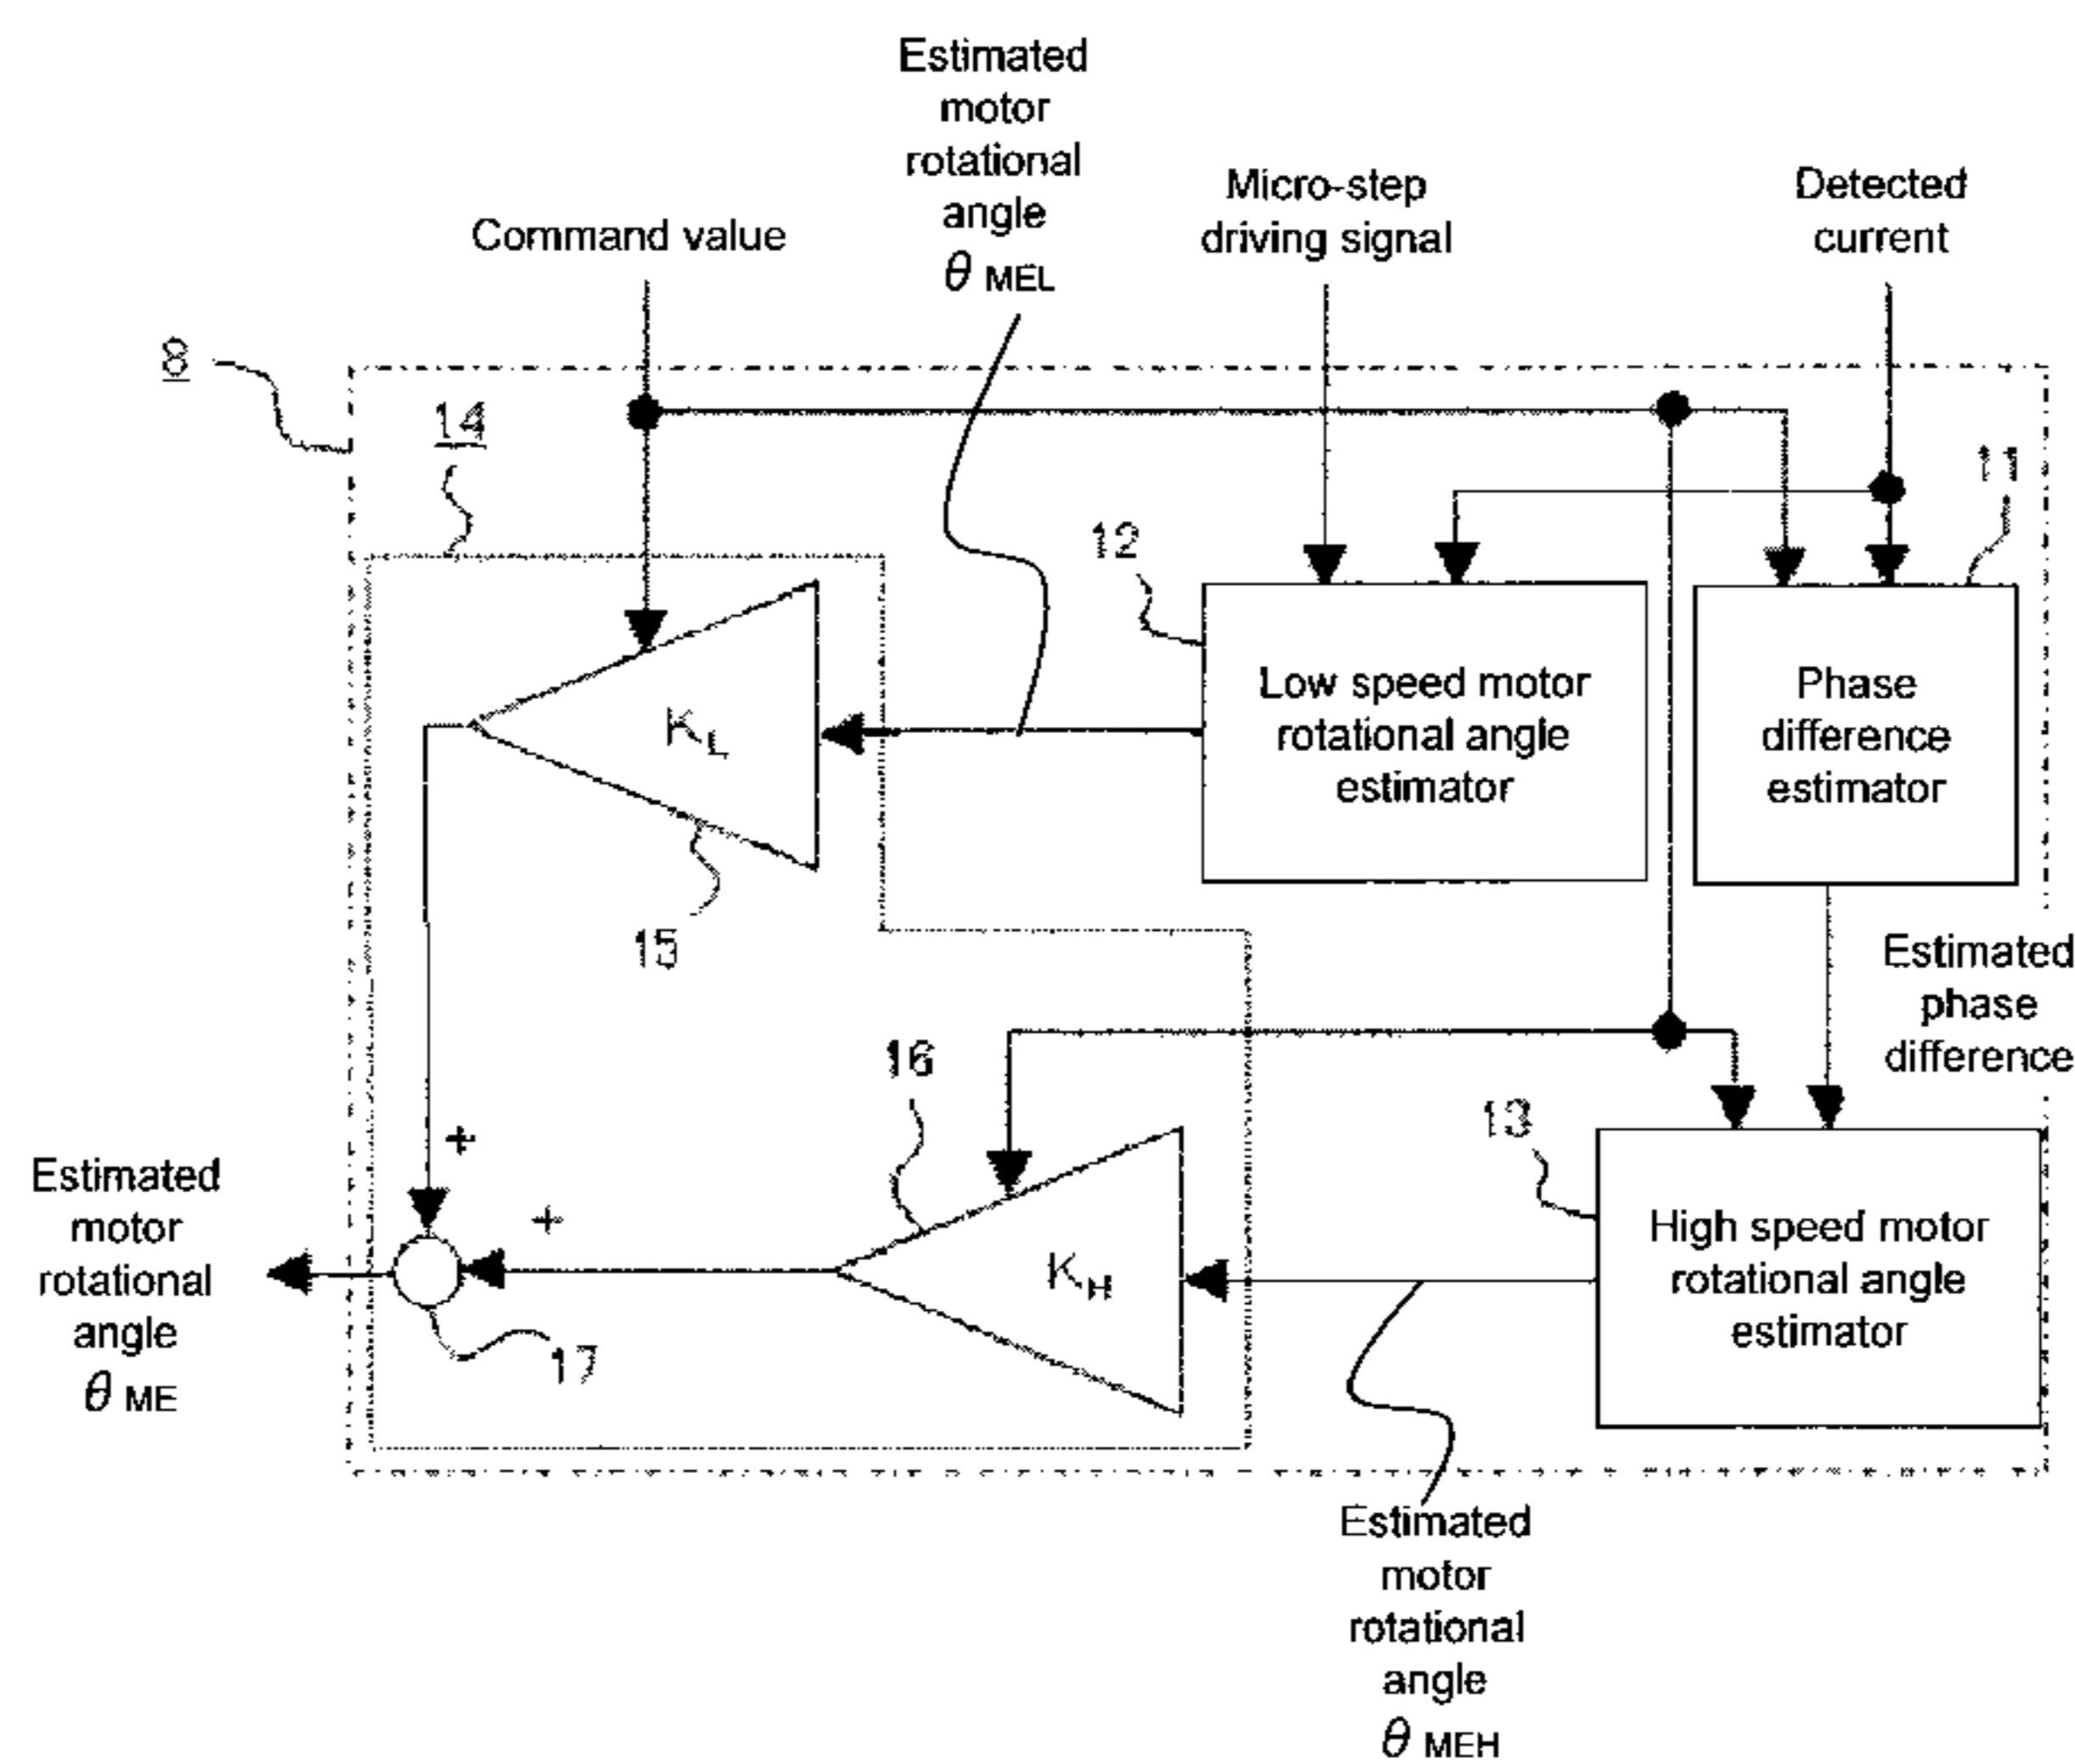 Estimated
motor
rotational
angle
θ MEL
Command value
Micro-step
driving signal
Detected
current
8
14
11
12
K L
Low speed motor
rotational angle
estimator
Phase
difference
estimator
15
Estimated
phase
difference
16
13
+
+
Estimated
motor
rotational
angle
θ ME
K H
High speed motor
rotational angle
estimator
17
Estimated
motor
rotational
angle
θ MEH